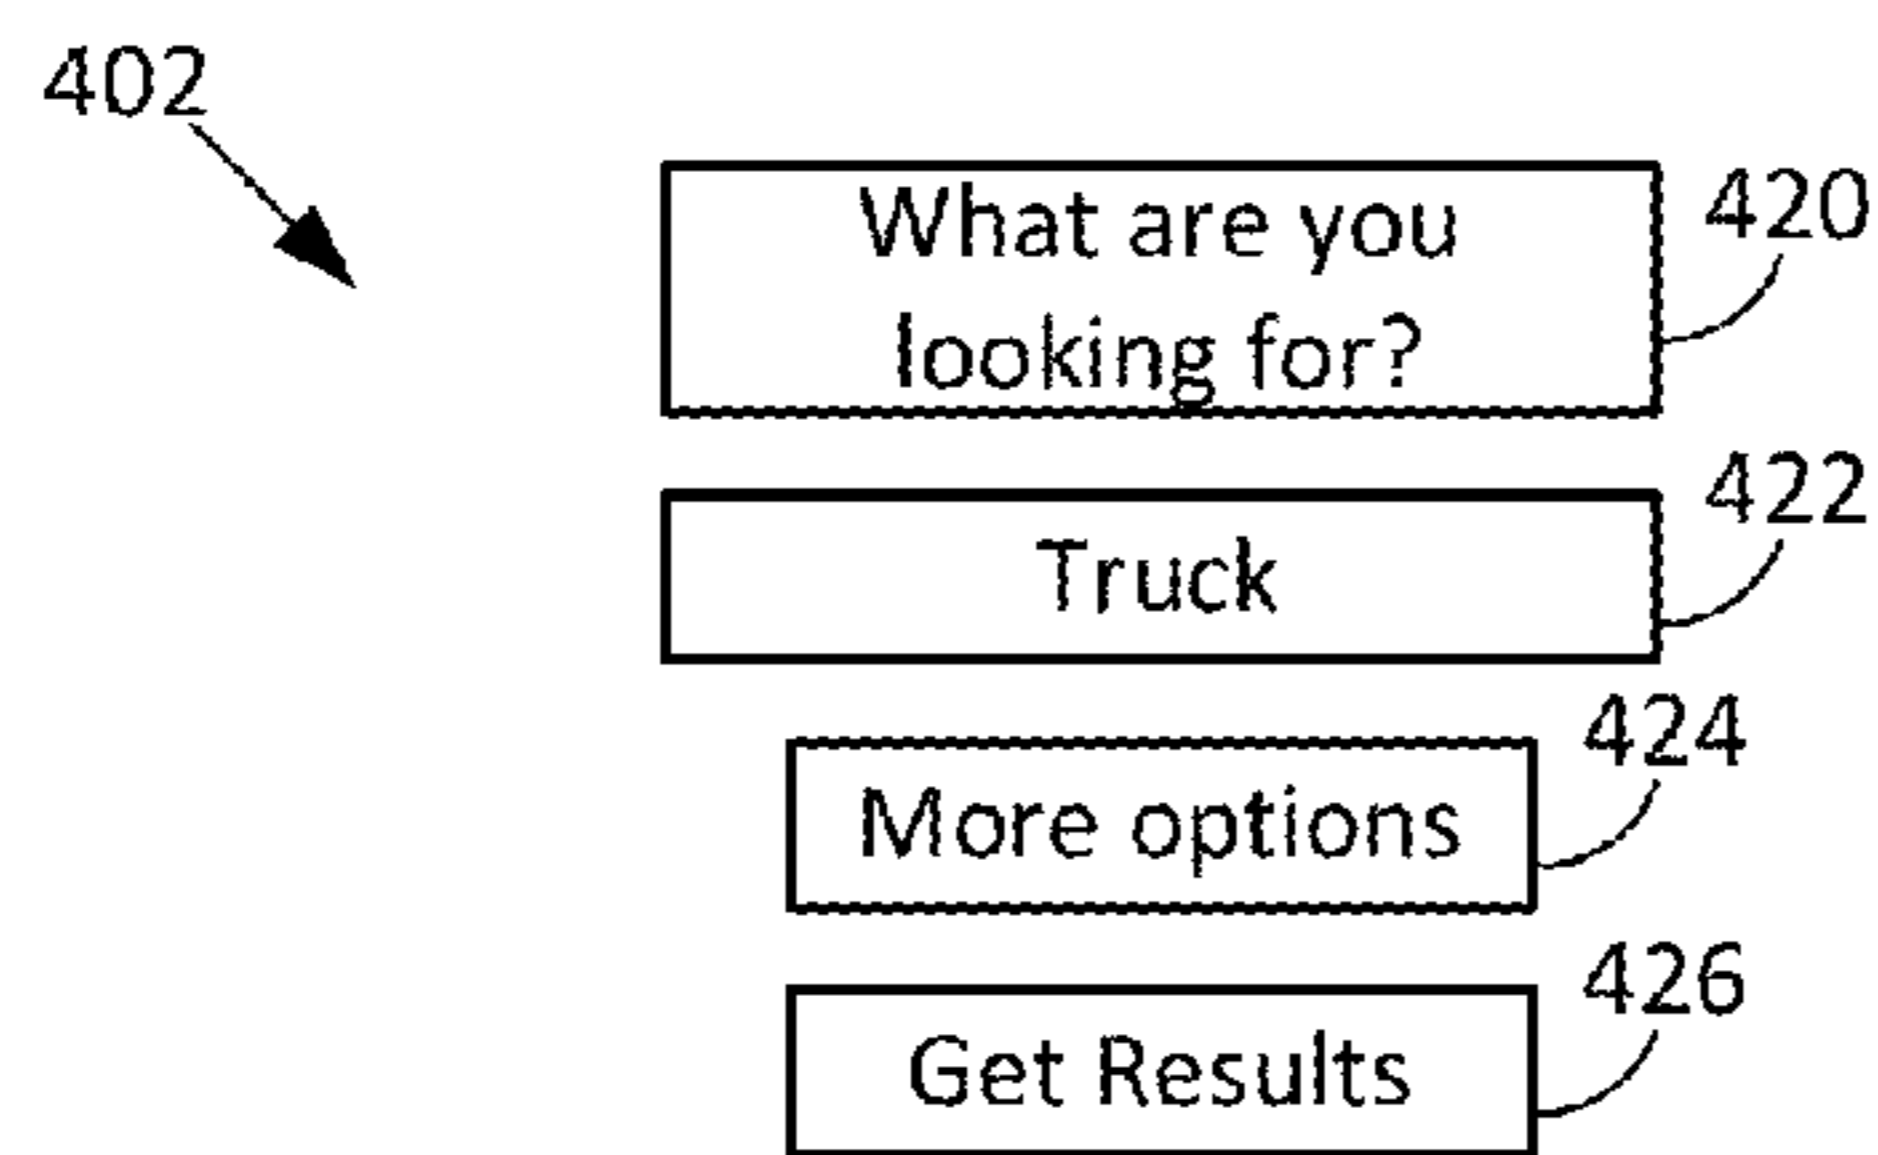 402
What are you
looking for?
420
Truck
422
More options
424
Get Results
426